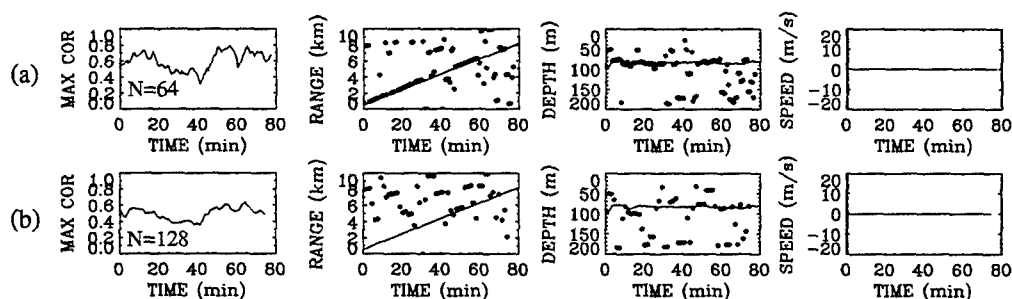 (a)
MAX COR
1.0
0.8
0.6
0.4
0.2
0.0
N=64
0 20 40 60 80
TIME (min)
RANGE (km)
10
8
6
4
2
0
0 20 40 60 80
TIME (min)
DEPTH (m)
0
50
100
150
200
0 20 40 60 80
TIME (min)
SPEED (m/s)
20
10
0
-10
-20
0 20 40 60 80
TIME (min)
(b)
MAX COR
1.0
0.8
0.6
0.4
0.2
0.0
N=128
0 20 40 60 80
TIME (min)
RANGE (km)
10
8
6
4
2
0
0 20 40 60 80
TIME (min)
DEPTH (m)
0
50
100
150
200
0 20 40 60 80
TIME (min)
SPEED (m/s)
20
10
0
-10
-20
0 20 40 60 80
TIME (min)